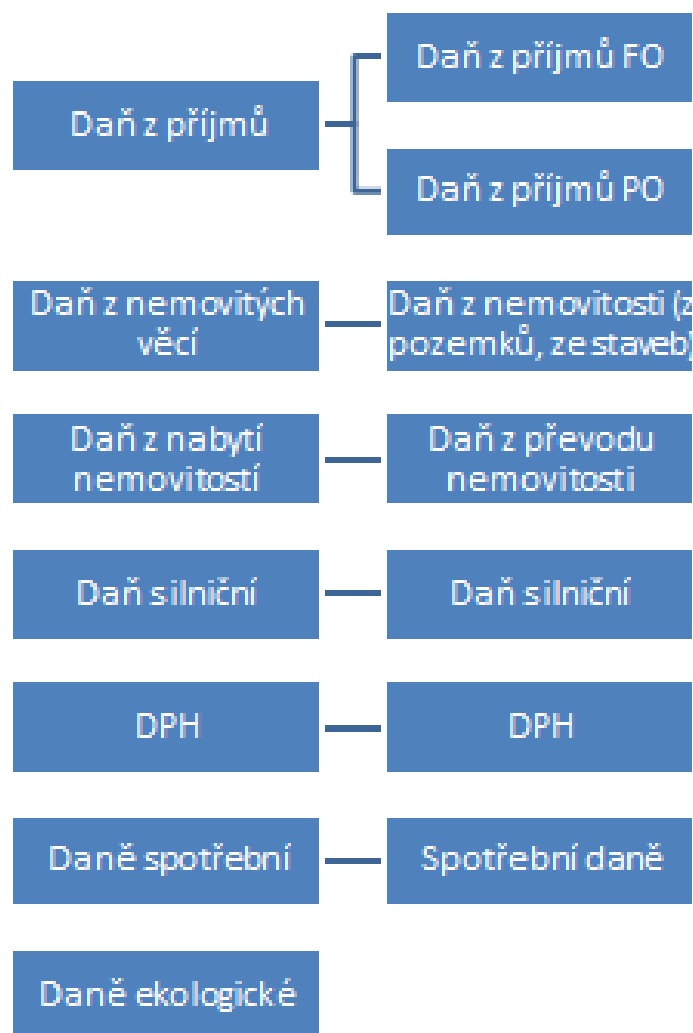 Daň z příjmů
Daň z příjmů FO
Daň z příjmů PO
Daň z nemovitých
věcí
Daň z nemovitosti (z
pozemků, ze staveb)
Daň z nabytí
nemovitostí
Daň z převodu
nemovitosti
Daň silniční
Daň silniční
DPH
DPH
Daně spotřební
Spotřební daně
Daně ekologické